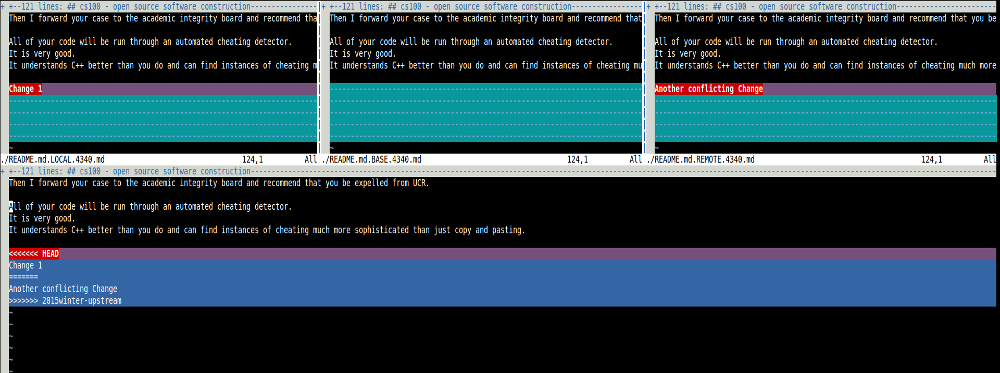 + +--121 lines: ## cs100 - open source software construction
Then I forward your case to the academic integrity board and recommend tha
All of your code will be run through an automated cheating detector.
It is very good.
It understands C++ better than you do and can find instances of cheating m
Change 1
~
./README.md.LOCAL.4340.md 124,1 All
+ +--121 lines: ## cs100 - open source software construction
Then I forward your case to the academic integrity board and recommend that
All of your code will be run through an automated cheating detector.
It is very good.
It understands C++ better than you do and can find instances of cheating mu
~
./README.md.BASE.4340.md 124,1 All
+ +--121 lines: ## cs100 - open source software construction
Then I forward your case to the academic integrity board and recommend that you be
All of your code will be run through an automated cheating detector.
It is very good.
It understands C++ better than you do and can find instances of cheating much more
Another conflicting Change
~
./README.md.REMOTE.4340.md 124,1 All
+ +--121 lines: ## cs100 - open source software construction
Then I forward your case to the academic integrity board and recommend that you be expelled from UCR.
All of your code will be run through an automated cheating detector.
It is very good.
It understands C++ better than you do and can find instances of cheating much more sophisticated than just copy and pasting.
<<<<<<< HEAD
Change 1
=======
Another conflicting Change
>>>>>>> 2015winter-upstream
~
~
~
~
~